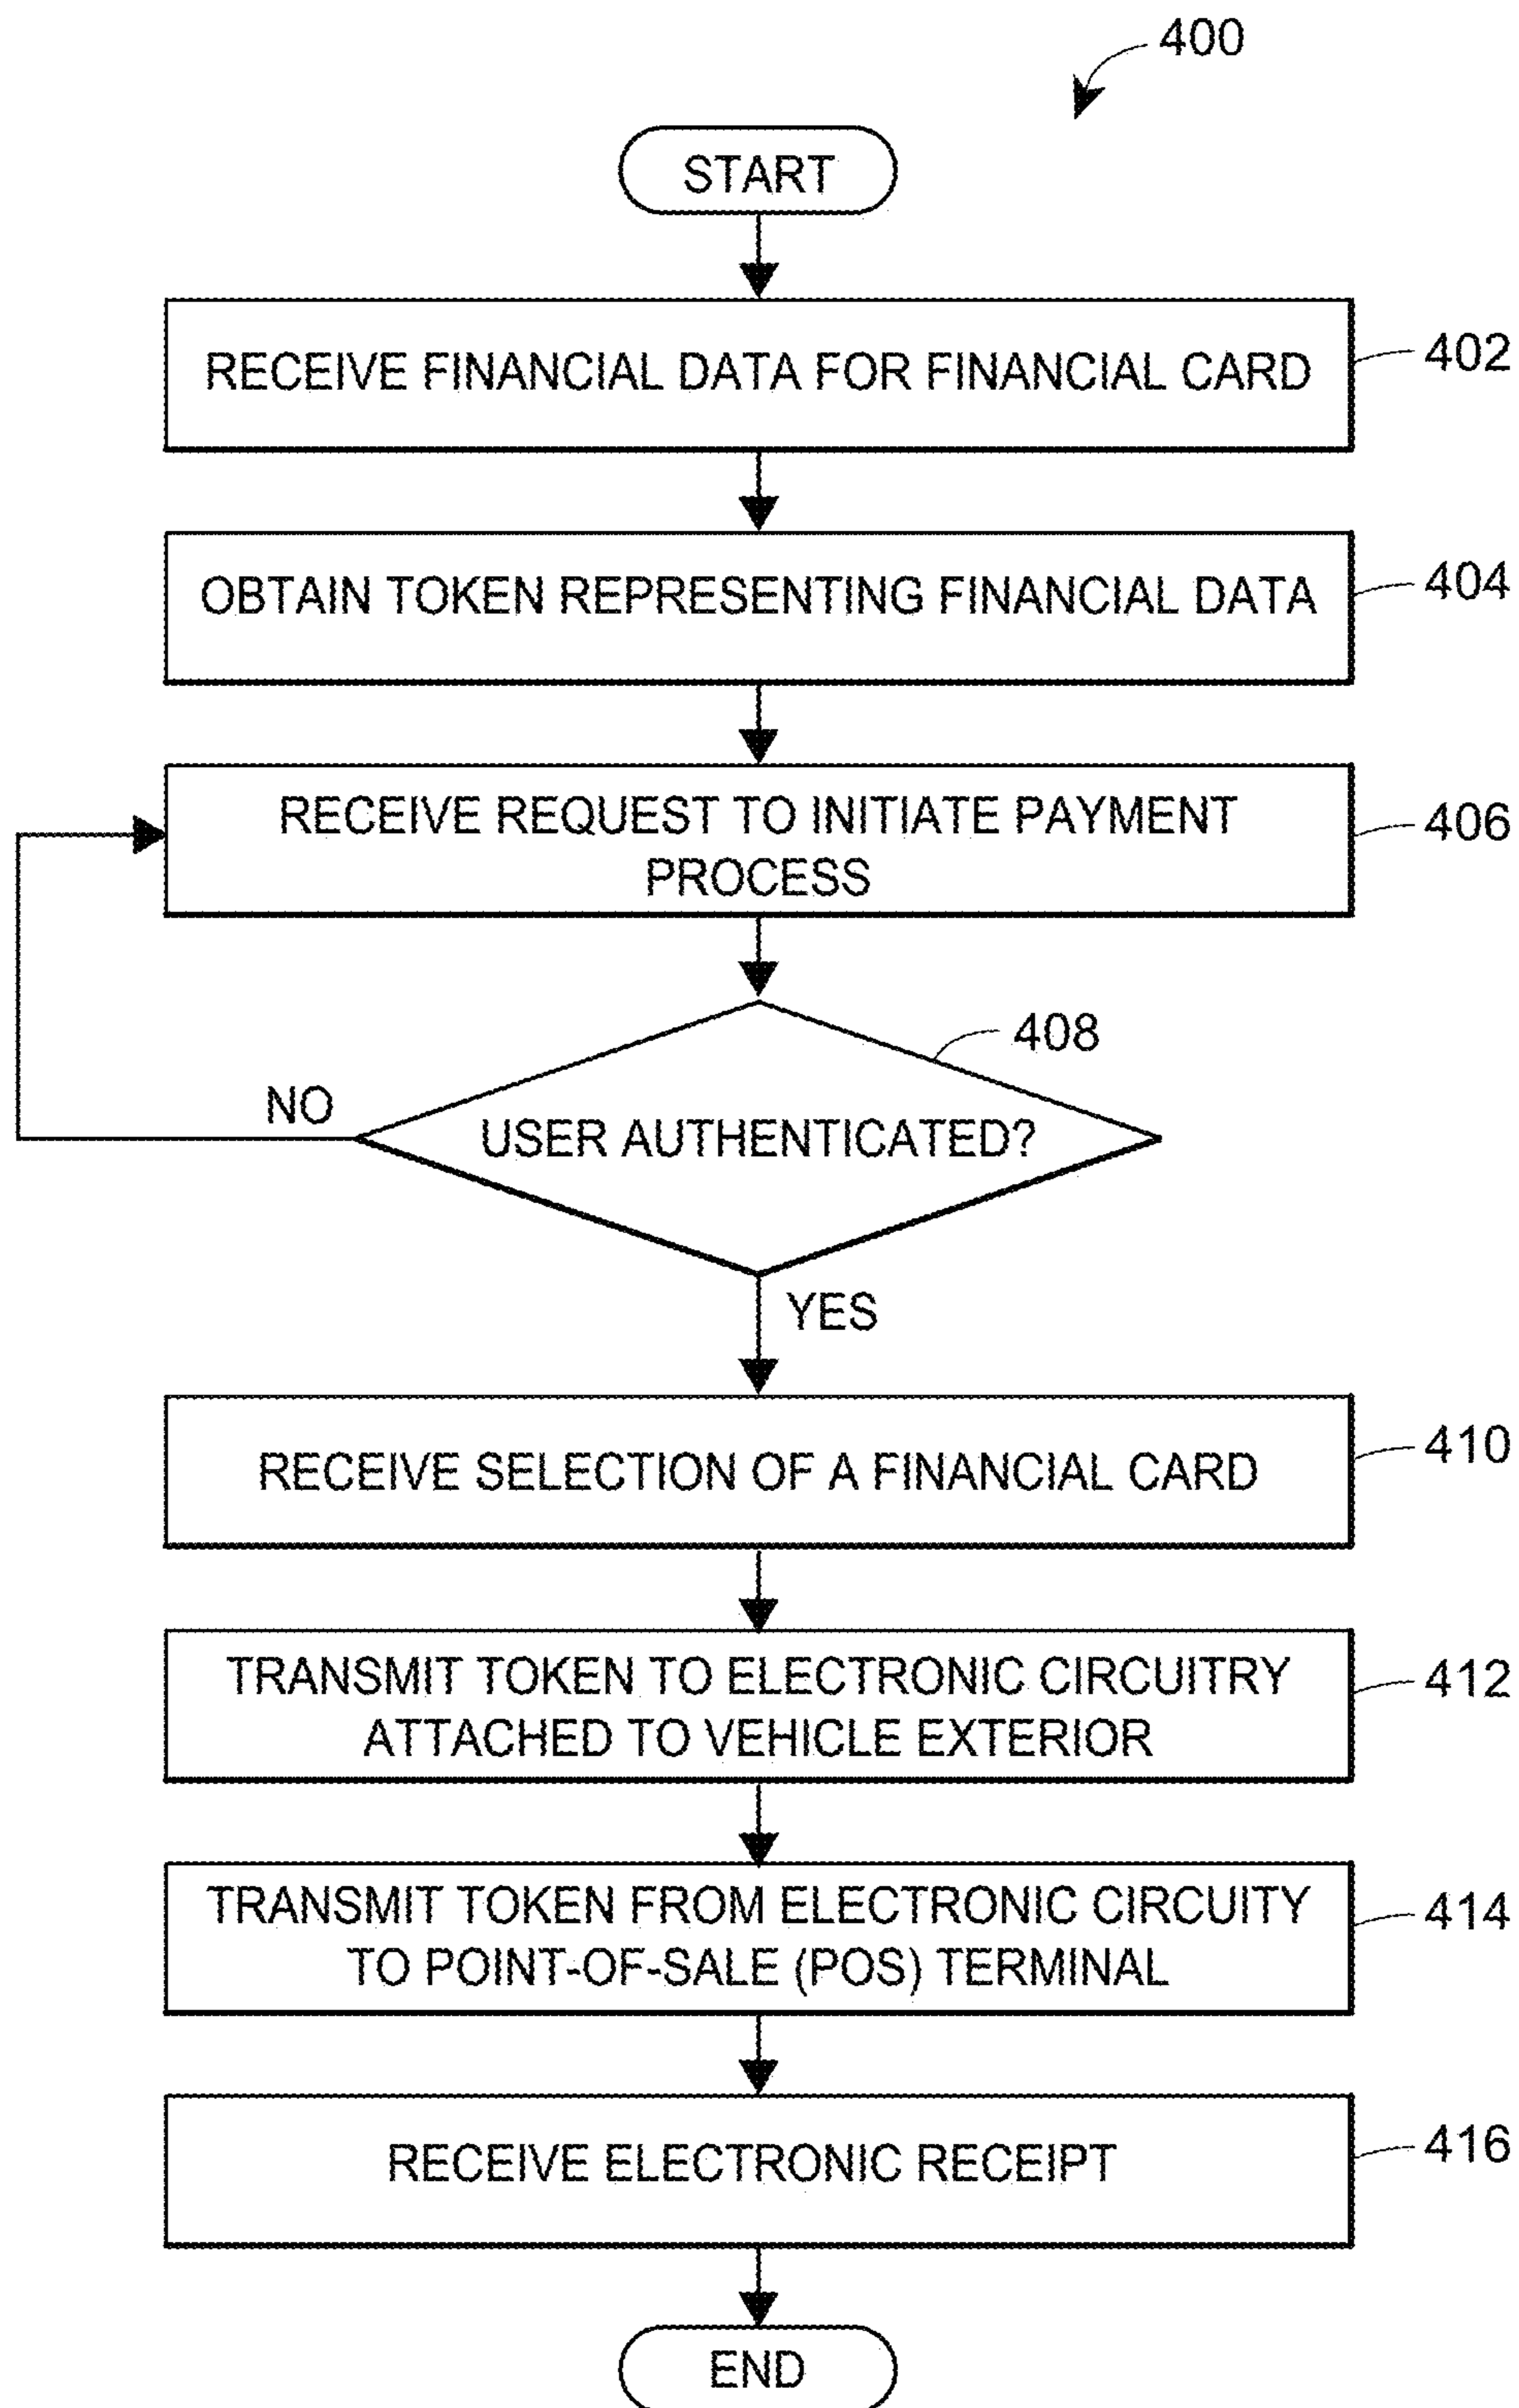 400
START
RECEIVE FINANCIAL DATA FOR FINANCIAL CARD
402
OBTAIN TOKEN REPRESENTING FINANCIAL DATA
404
RECEIVE REQUEST TO INITIATE PAYMENT
PROCESS
406
408
NO
USER AUTHENTICATED?
YES
RECEIVE SELECTION OF A FINANCIAL CARD
410
TRANSMIT TOKEN TO ELECTRONIC CIRCUITRY
ATTACHED TO VEHICLE EXTERIOR
412
TRANSMIT TOKEN FROM ELECTRONIC CIRCUITY
TO POINT-OF-SALE (POS) TERMINAL
414
RECEIVE ELECTRONIC RECEIPT
416
END